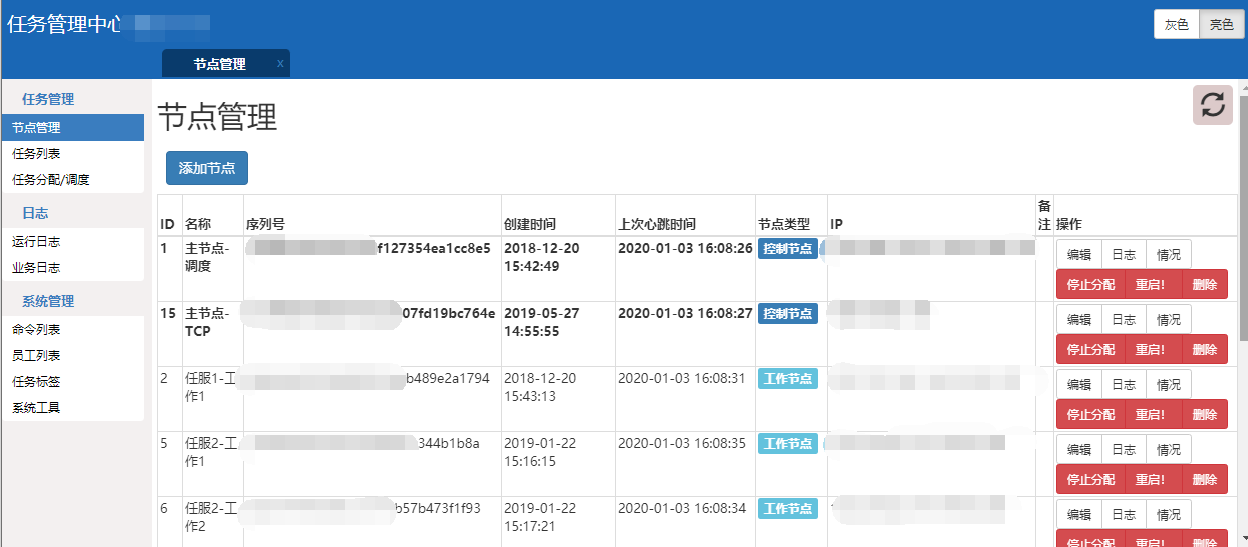 任务管理中心
灰色 亮色
节点管理 x
任务管理
节点管理
任务列表
任务分配/调度
日志
运行日志
业务日志
系统管理
命令列表
员工列表
任务标签
系统工具
节点管理
添加节点
ID 名称 序列号 创建时间 上次心跳时间 节点类型 IP 备注 操作
1 主节点- f127354ea1cc8e5 2018-12-20 2020-01-03 16:08:26 控制节点 编辑 日志 情况
调度 15:42:49 停止分配 重启! 删除
15 主节点- 07fd19bc764e 2019-05-27 2020-01-03 16:08:27 控制节点 编辑 日志 情况
TCP 14:55:55 停止分配 重启! 删除
2 任服1-工 b489e2a1794 2018-12-20 2020-01-03 16:08:31 工作节点 编辑 日志 情况
作1 15:43:13 停止分配 重启! 删除
5 任服2-工 344b1b8a 2019-01-22 2020-01-03 16:08:35 工作节点 编辑 日志 情况
作1 15:16:15 停止分配 重启! 删除
6 任服2-工 b57b473f1f93 2019-01-22 2020-01-03 16:08:34 工作节点 编辑 日志 情况
作2 15:17:21 停止分配 重启! 删除